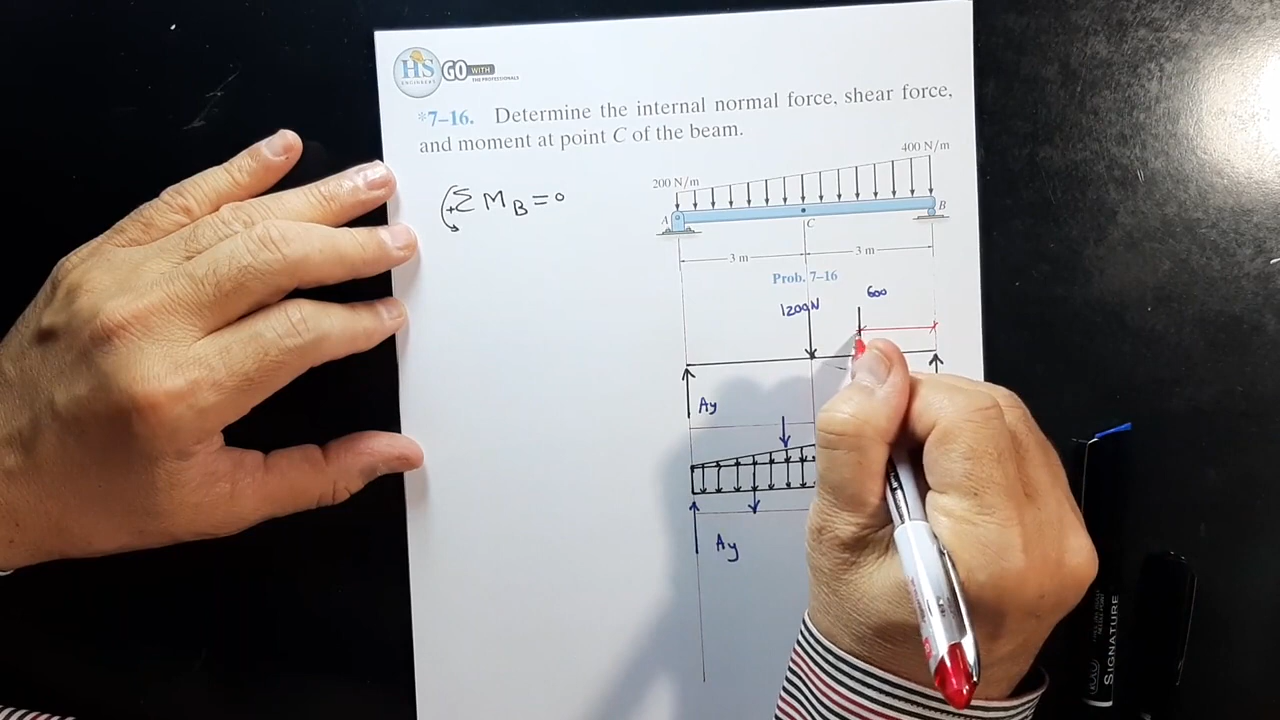 HS
ENGINEERS
GO WITH
THE PROFESSIONALS
*7–16. Determine the internal normal force, shear force,
and moment at point C of the beam.
+ΣM_B = 0
400 N/m
200 N/m
A
B
C
3 m
3 m
Prob. 7–16
1200N
600
Ay
Ay
SIGNATURE